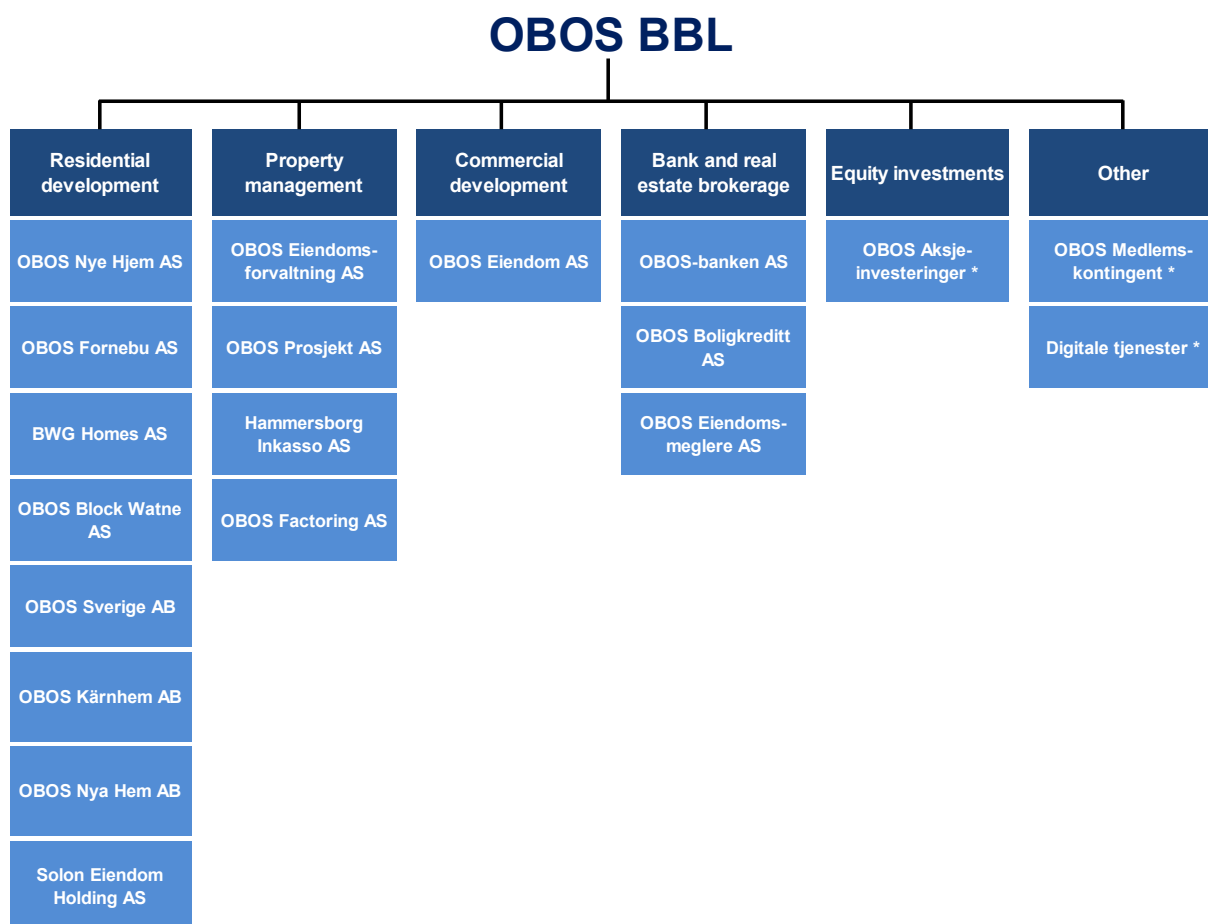 OBOS BBL
Residential
development
OBOS Nye Hjem AS
OBOS Fornebu AS
BWG Homes AS
OBOS Block Watne
AS
OBOS Sverige AB
OBOS Kärnhem AB
OBOS Nya Hem AB
Solon Eiendom
Holding AS
Property
management
OBOS Eiendoms-
forvaltning AS
OBOS Prosjekt AS
Hammersborg
Inkasso AS
OBOS Factoring AS
Commercial
development
OBOS Eiendom AS
Bank and real
estate brokerage
OBOS-banken AS
OBOS Boligkreditt
AS
OBOS Eiendoms-
meglere AS
Equity investments
OBOS Aksje-
investeringer *
Other
OBOS Medlems-
kontingent *
Digitale tjenester *